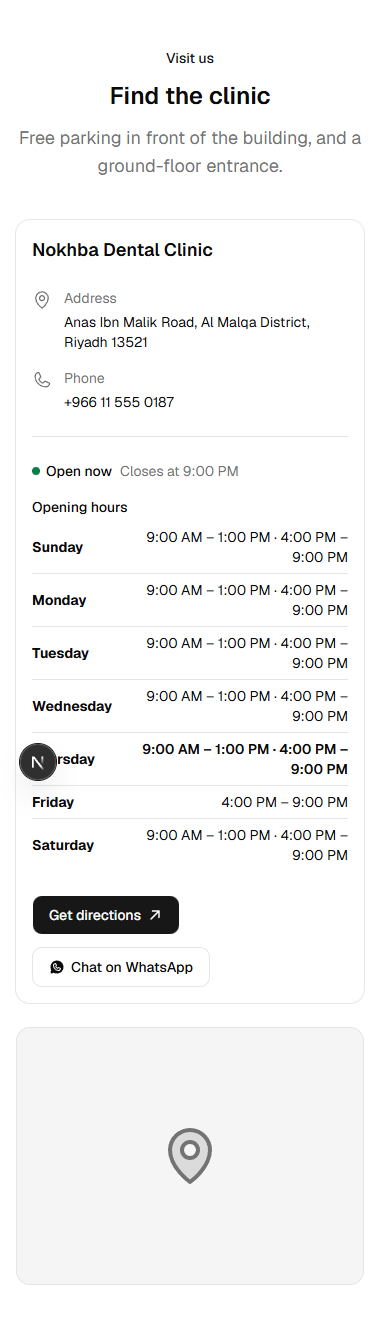 Visit us
Find the clinic
Free parking in front of the building, and a
ground-floor entrance.
Nokhba Dental Clinic
Address
Anas Ibn Malik Road, Al Malqa District,
Riyadh 13521
Phone
+966 11 555 0187
Open now Closes at 9:00 PM
Opening hours
Sunday 9:00 AM – 1:00 PM · 4:00 PM –
9:00 PM
Monday 9:00 AM – 1:00 PM · 4:00 PM –
9:00 PM
Tuesday 9:00 AM – 1:00 PM · 4:00 PM –
9:00 PM
Wednesday 9:00 AM – 1:00 PM · 4:00 PM –
9:00 PM
N rsday 9:00 AM – 1:00 PM · 4:00 PM –
9:00 PM
Friday 4:00 PM – 9:00 PM
Saturday 9:00 AM – 1:00 PM · 4:00 PM –
9:00 PM
Get directions
Chat on WhatsApp